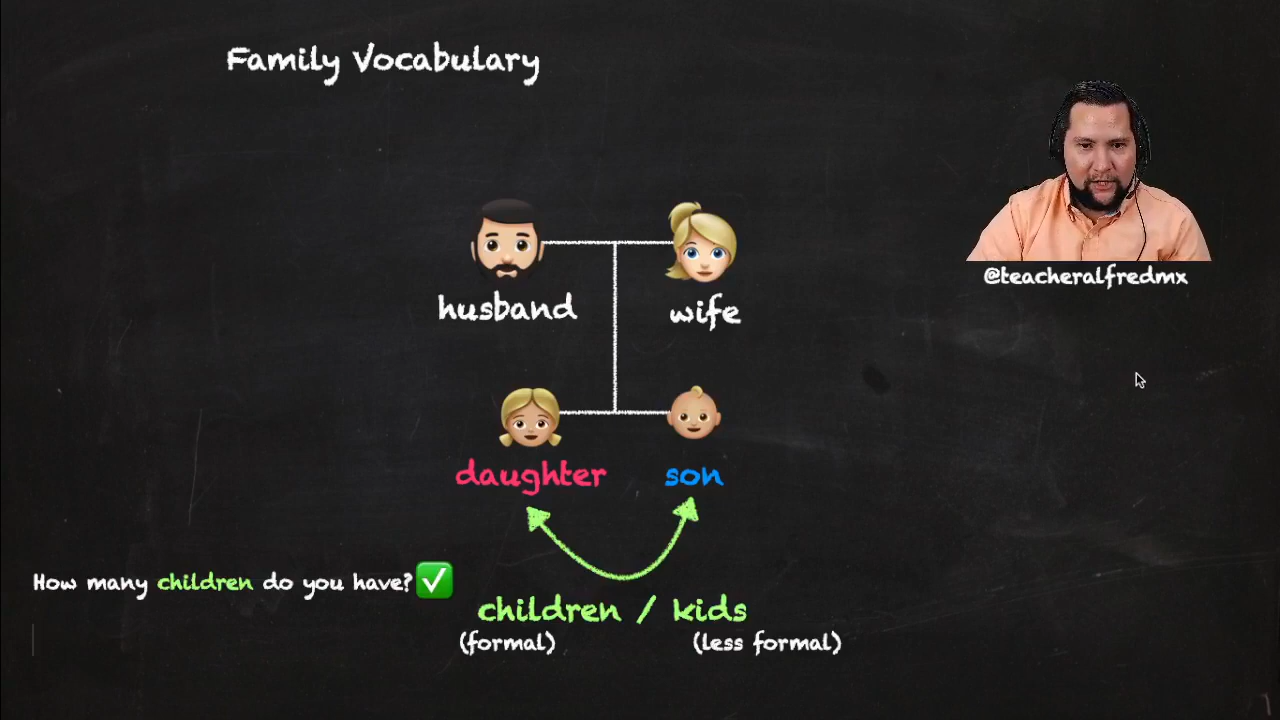 Family Vocabulary
@teacheralfredmx
husband
wife
daughter
son
How many children do you have?
children / kids
(formal)
(less formal)